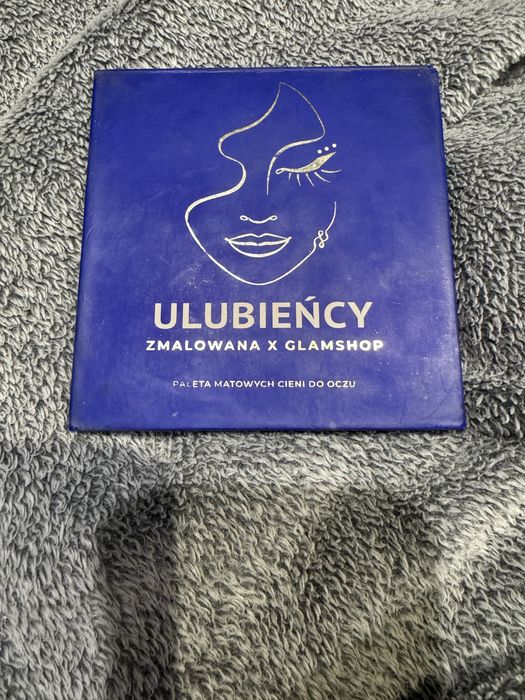 ULUBIEŃCY
ZMALOWANA X GLAMSHOP
PALETA MATOWYCH CIENI DO OCZU